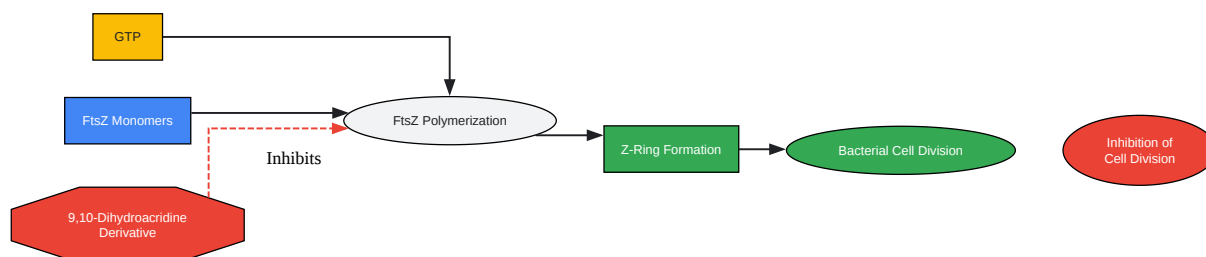 GTP
FtsZ Monomers
FtsZ Polymerization
Inhibits
Z-Ring Formation
Bacterial Cell Division
Inhibition of
Cell Division
9,10-Dihydroacridine
Derivative